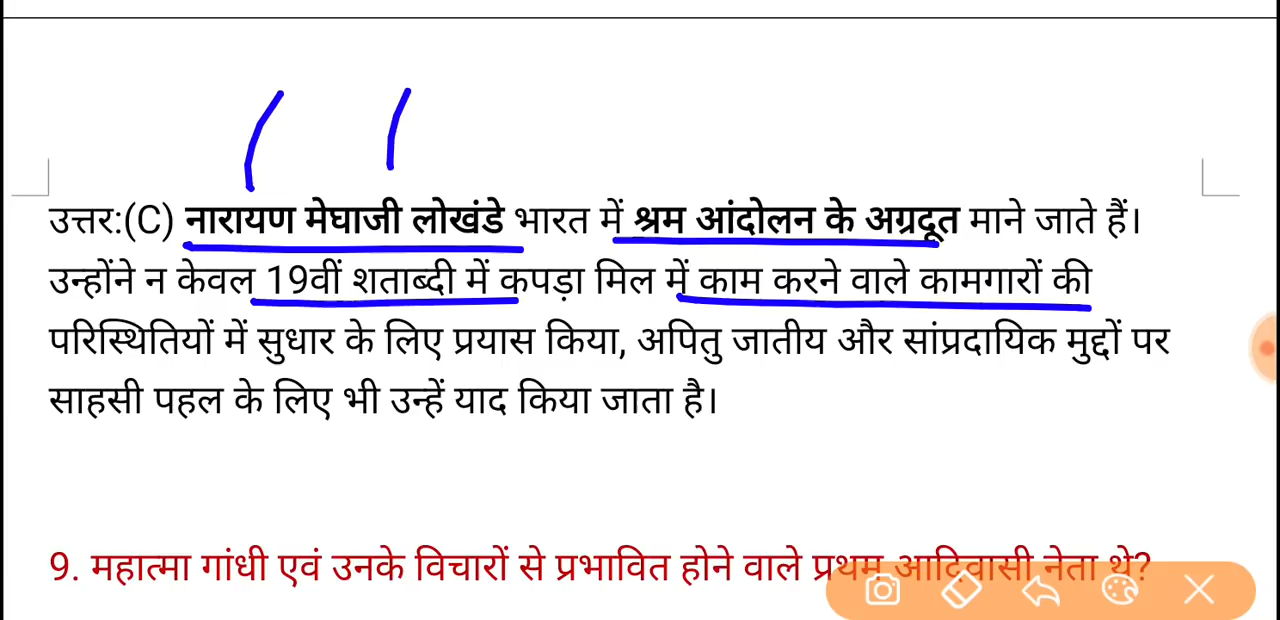 उत्तर:(C) नारायण मेघाजी लोखंडे भारत में श्रम आंदोलन के अग्रदूत माने जाते हैं।
उन्होंने न केवल 19वीं शताब्दी में कपड़ा मिल में काम करने वाले कामगारों की
परिस्थितियों में सुधार के लिए प्रयास किया, अपितु जातीय और सांप्रदायिक मुद्दों पर
साहसी पहल के लिए भी उन्हें याद किया जाता है।
9. महात्मा गांधी एवं उनके विचारों से प्रभावित होने वाले प्रथम आदिवासी नेता थे?